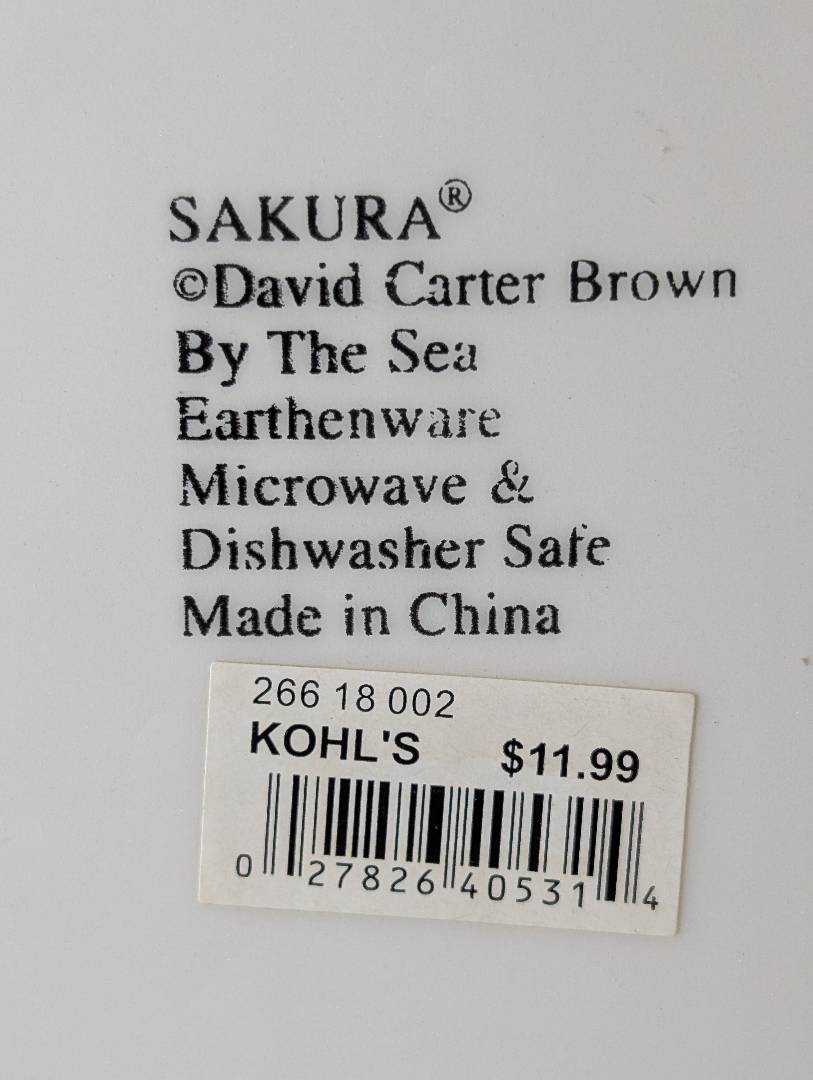 SAKURA®
©David Carter Brown
By The Sea
Earthenware
Microwave &
Dishwasher Safe
Made in China
266 18 002
KOHL'S $11.99
0 27826 40531 4